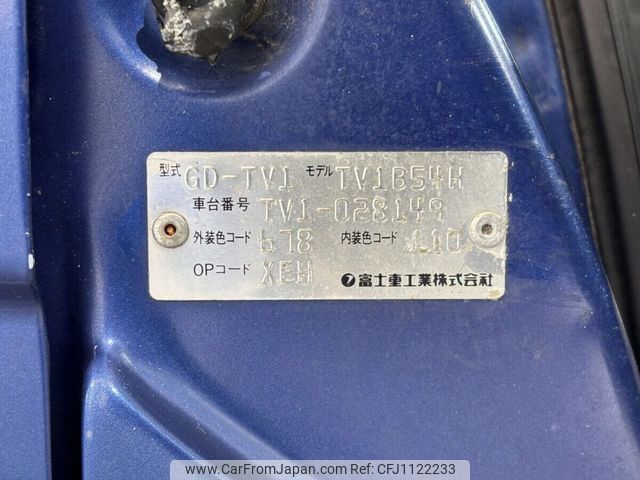 型式 GD-TV1 モデル TV1B54H
車台番号 TV1-028149
外装色コード 678 内装色コード 110
OPコード XEH
富士重工業株式会社
www.CarFromJapan.com - Ref No CFJ1122233